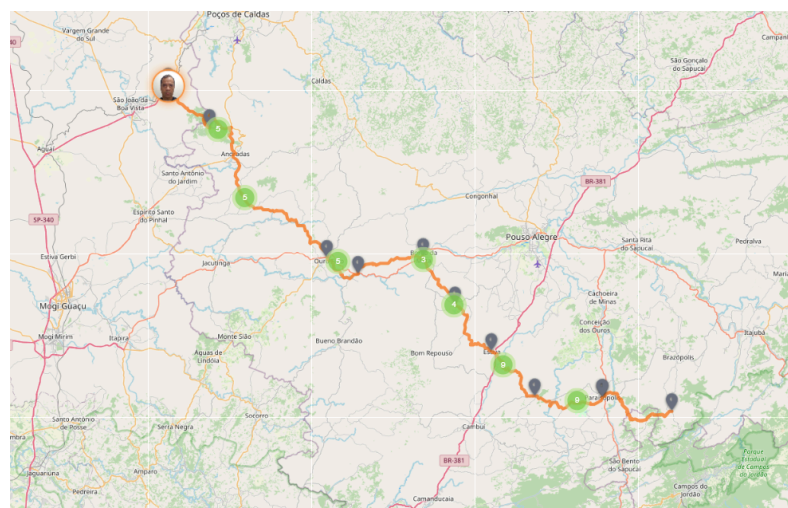 Poços de Caldas
Vargem Grande
do Sul
Campanh
São Gonçalo
do Sapucaí
Caldas
São João da
Boa Vista
Aguaí
5
Andradas
Santo Antônio
do Jardim
BR-381
5
Congonhal
Espírito Santo
do Pinhal
SP-340
Pouso Alegre
Santa Rita
do Sapucaí
Pedralva
Estiva Gerbi
Jacutinga
5
3
Maria
Cachoeira
de Minas
Mogi Guaçu
4
Conceição
dos Ouros
Mogi Mirim
Itapira
Monte Sião
Bueno Brandão
Itajubá
Águas de
Lindóia
Bom Repouso
9
Brazópolis
9
Socorro
Santo Antônio
de Posse
Serra Negra
Cambuí
BR-381
São Bento
do Sapucaí
Parque
Estadual
de Campos
do Jordão
Jaguariúna
Amparo
Pedreira
Camanducaia
Campos do
Jordão